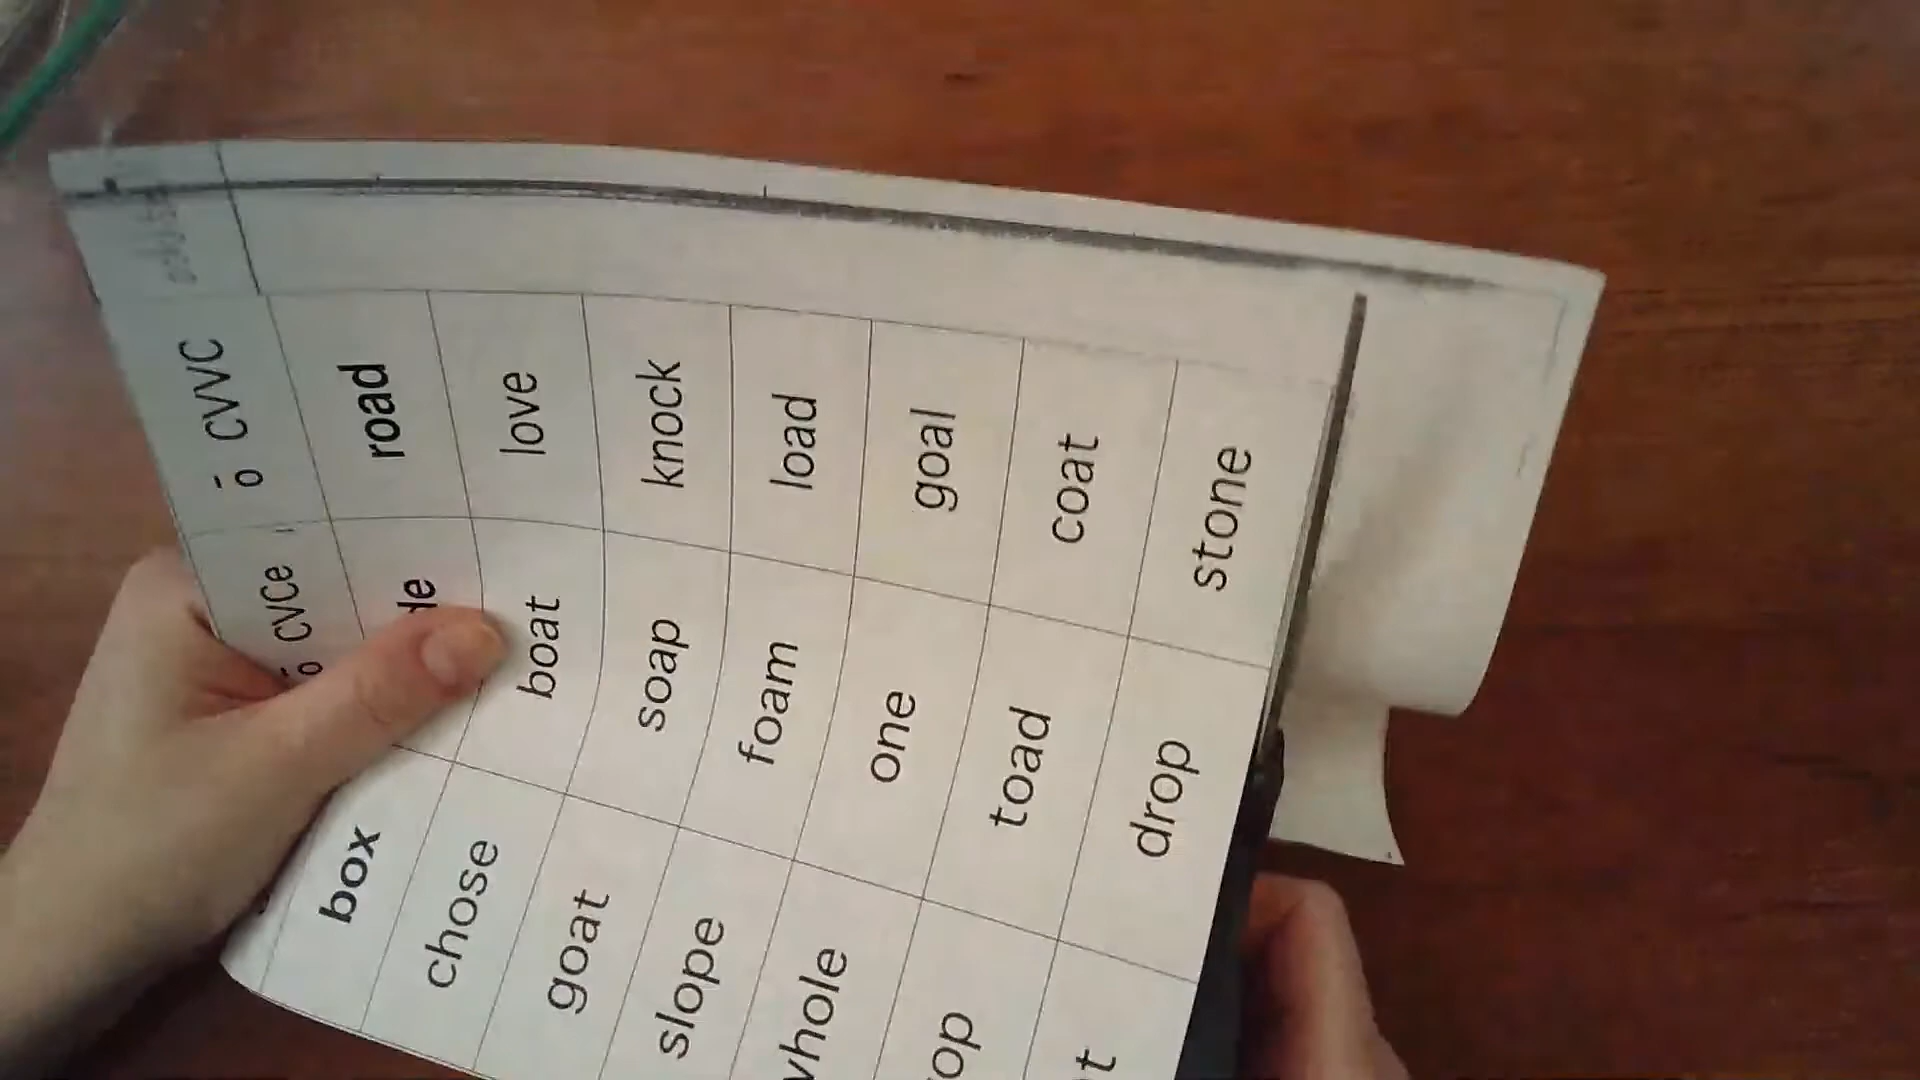 ō CVCe ō CVVC
box road
chose boat love
goat soap knock
slope foam load
whole one goal
toad coat
drop stone